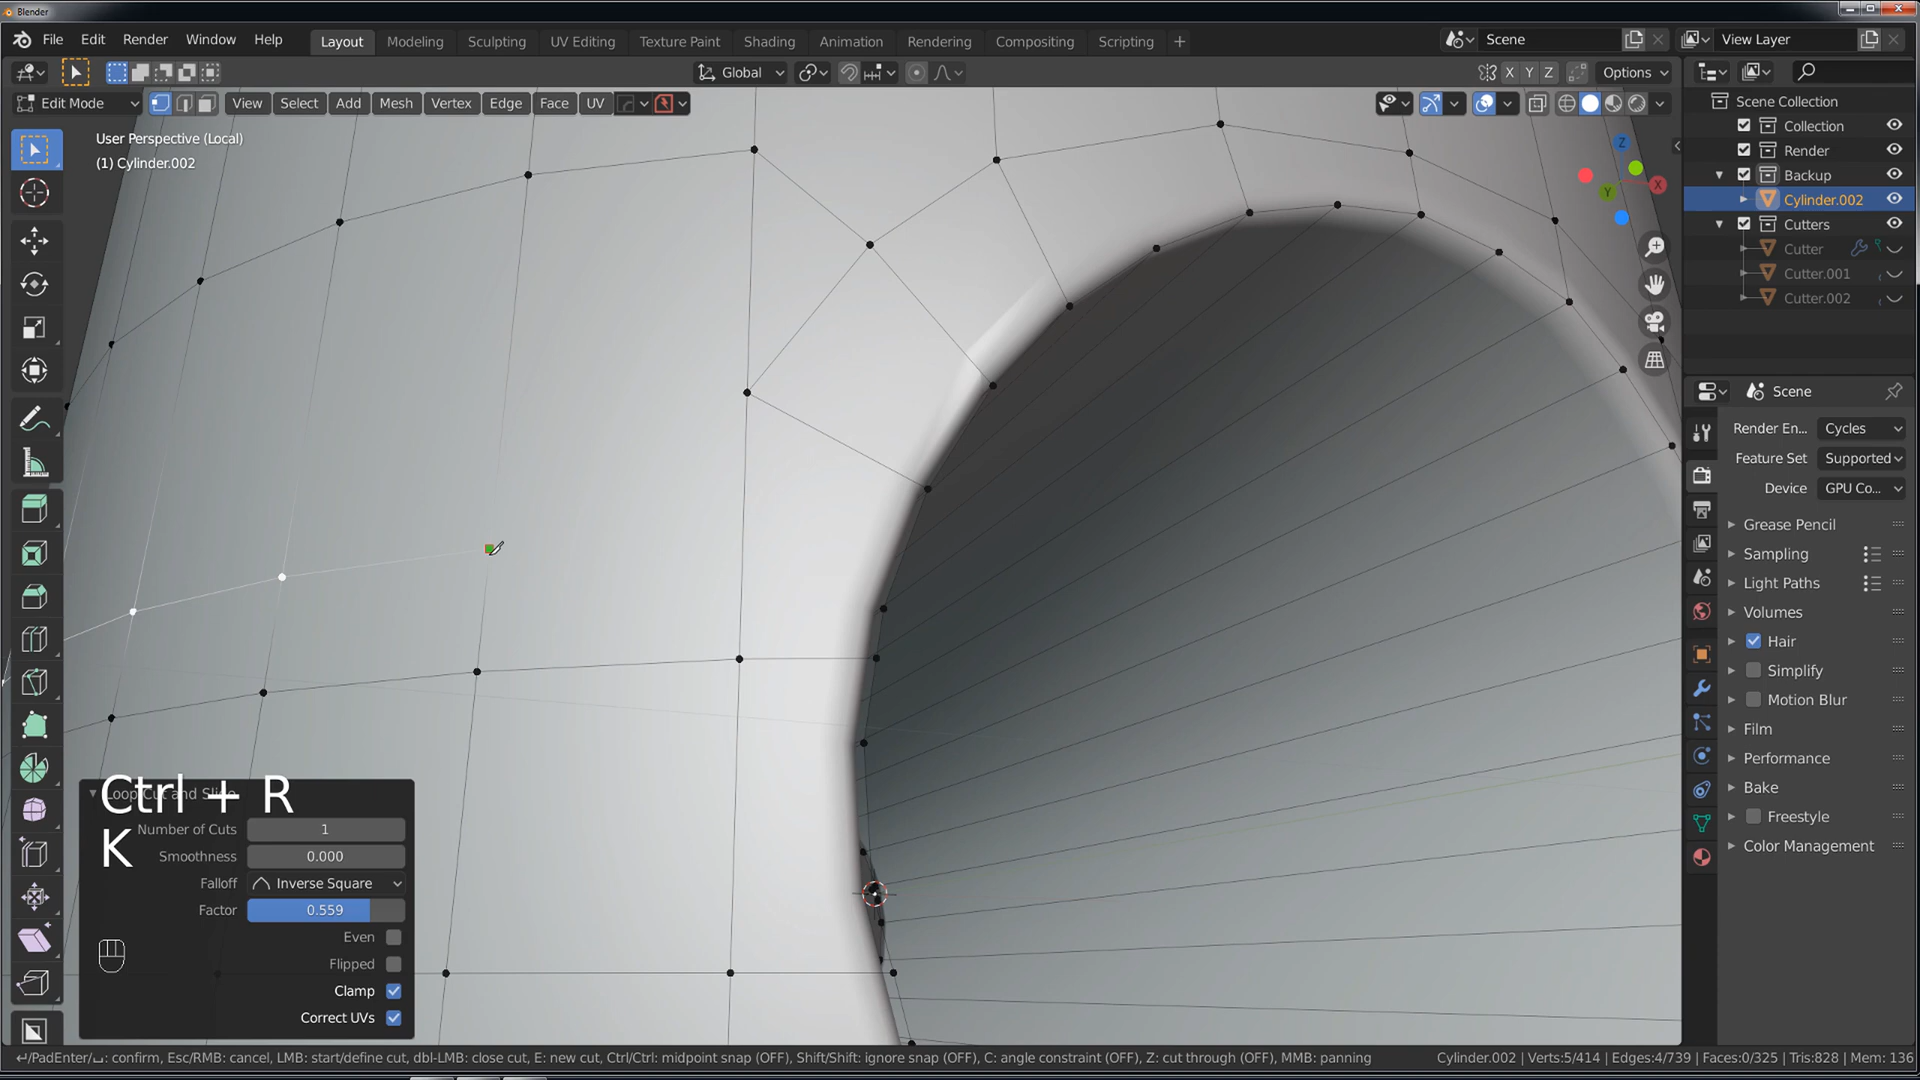 Blender
File Edit Render Window Help
Layout Modeling Sculpting UV Editing Texture Paint Shading Animation Rendering Compositing Scripting +
Scene
View Layer
Global
X Y Z
Options
Edit Mode
View Select Add Mesh Vertex Edge Face UV
User Perspective (Local)
(1) Cylinder.002
Z
Y
X
Scene Collection
Collection
Render
Backup
Cylinder.002
Cutters
Cutter
Cutter.001
Cutter.002
Scene
Render En... Cycles
Feature Set Supported
Device GPU Co...
Grease Pencil
Sampling
Light Paths
Volumes
Hair
Simplify
Motion Blur
Film
Performance
Bake
Freestyle
Color Management
Ctrl + R
K
Loop Cut and Slide
Number of Cuts 1
Smoothness 0.000
Falloff Inverse Square
Factor 0.559
Even
Flipped
Clamp
Correct UVs
↵/PadEnter/␣: confirm, Esc/RMB: cancel, LMB: start/define cut, dbl-LMB: close cut, E: new cut, Ctrl/Ctrl: midpoint snap (OFF), Shift/Shift: ignore snap (OFF), C: angle constraint (OFF), Z: cut through (OFF), MMB: panning
Cylinder.002 | Verts:5/414 | Edges:4/739 | Faces:0/325 | Tris:828 | Mem: 136